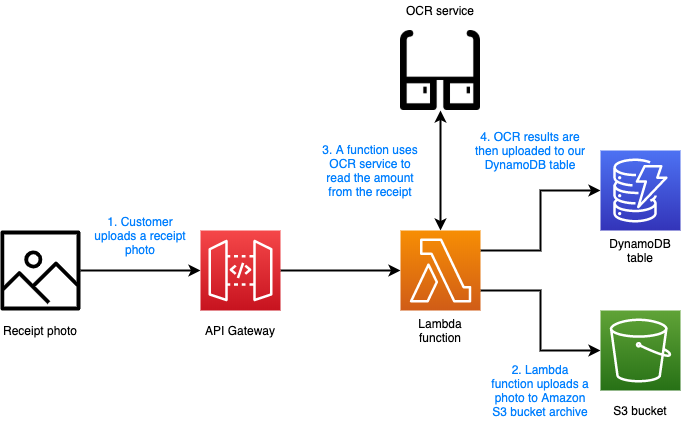 OCR service
3. A function uses
OCR service to
read the amount
from the receipt
4. OCR results are
then uploaded to our
DynamoDB table
1. Customer
uploads a receipt
photo
DynamoDB
table
Receipt photo
API Gateway
Lambda
function
2. Lambda
function uploads a
photo to Amazon
S3 bucket archive
S3 bucket